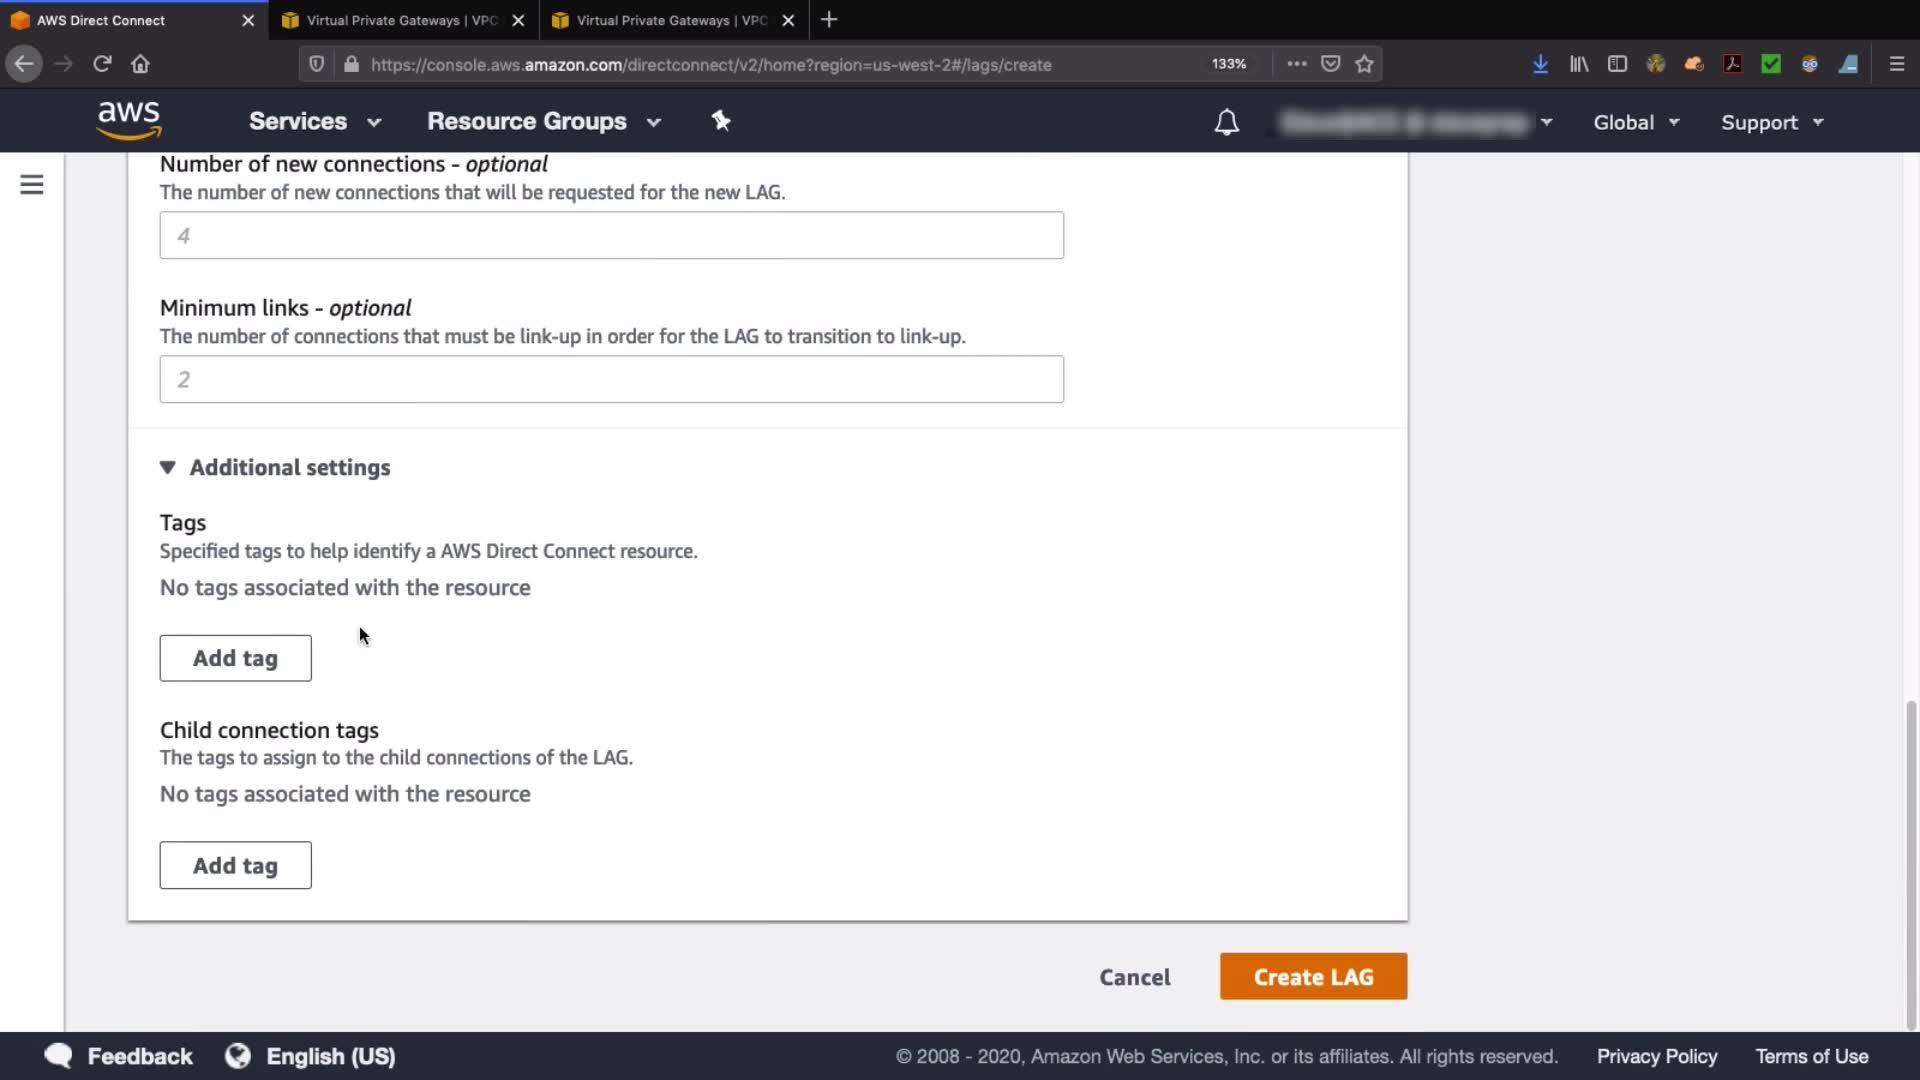 AWS Direct Connect
Virtual Private Gateways | VPC
Virtual Private Gateways | VPC
https://console.aws.amazon.com/directconnect/v2/home?region=us-west-2#/lags/create
133%
aws
Services
Resource Groups
Global
Support
Number of new connections - optional
The number of new connections that will be requested for the new LAG.
4
Minimum links - optional
The number of connections that must be link-up in order for the LAG to transition to link-up.
2
Additional settings
Tags
Specified tags to help identify a AWS Direct Connect resource.
No tags associated with the resource
Add tag
Child connection tags
The tags to assign to the child connections of the LAG.
No tags associated with the resource
Add tag
Cancel
Create LAG
Feedback
English (US)
© 2008 - 2020, Amazon Web Services, Inc. or its affiliates. All rights reserved.
Privacy Policy
Terms of Use